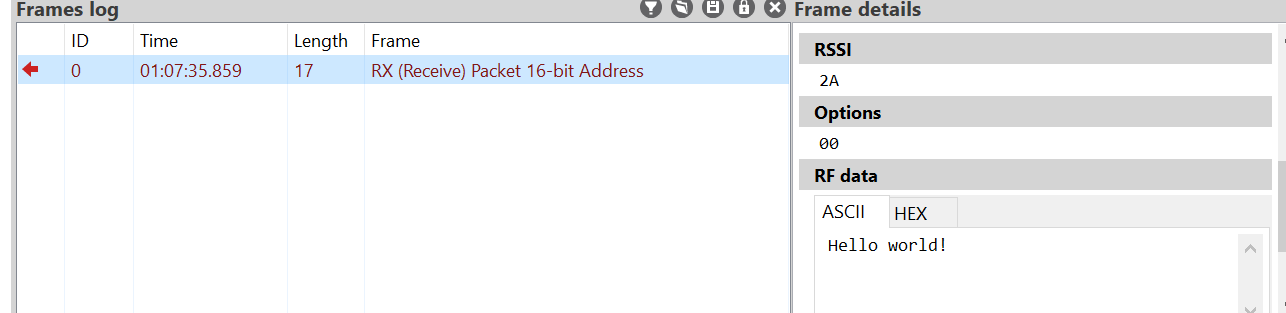 Frames log
ID Time Length Frame
0 01:07:35.859 17 RX (Receive) Packet 16-bit Address
Frame details
RSSI
2A
Options
00
RF data
ASCII HEX
Hello world!